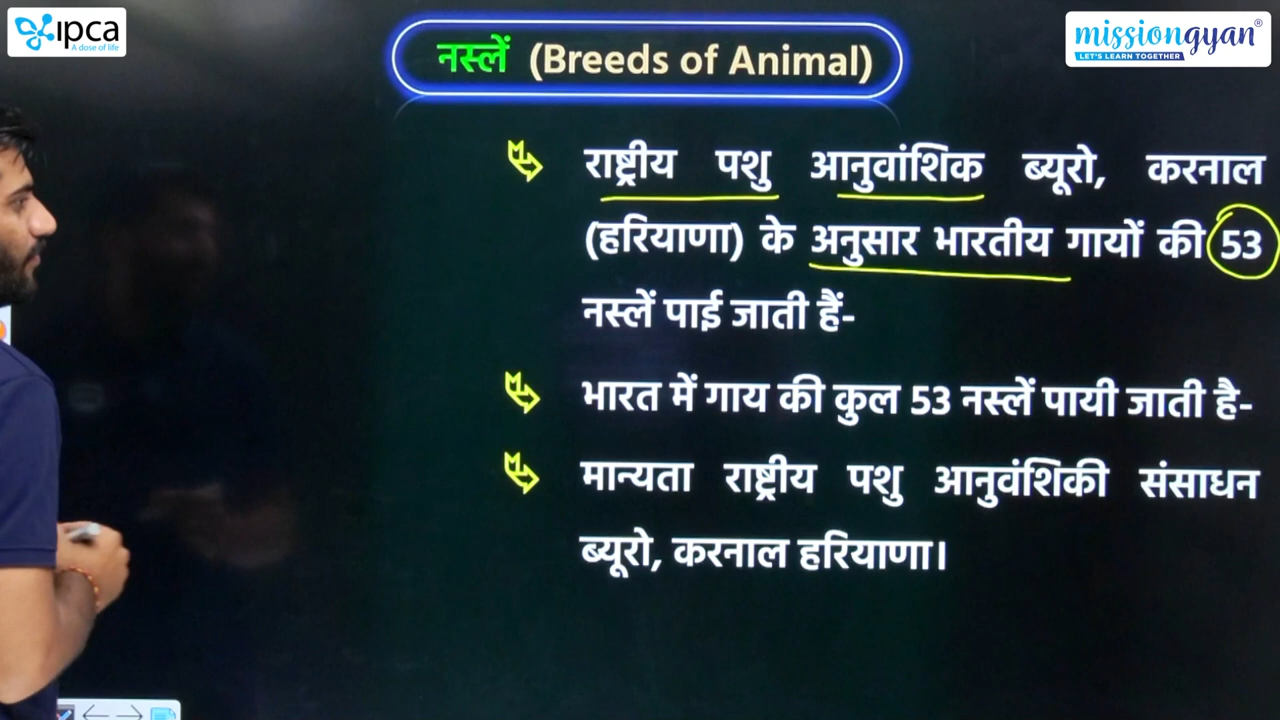 ipca
A dose of life
missiongyan®
LET'S LEARN TOGETHER
नस्लें (Breeds of Animal)
राष्ट्रीय पशु आनुवांशिक ब्यूरो, करनाल
(हरियाणा) के अनुसार भारतीय गायों की 53
नस्लें पाई जाती हैं-
भारत में गाय की कुल 53 नस्लें पायी जाती है-
मान्यता राष्ट्रीय पशु आनुवंशिकी संसाधन
ब्यूरो, करनाल हरियाणा।